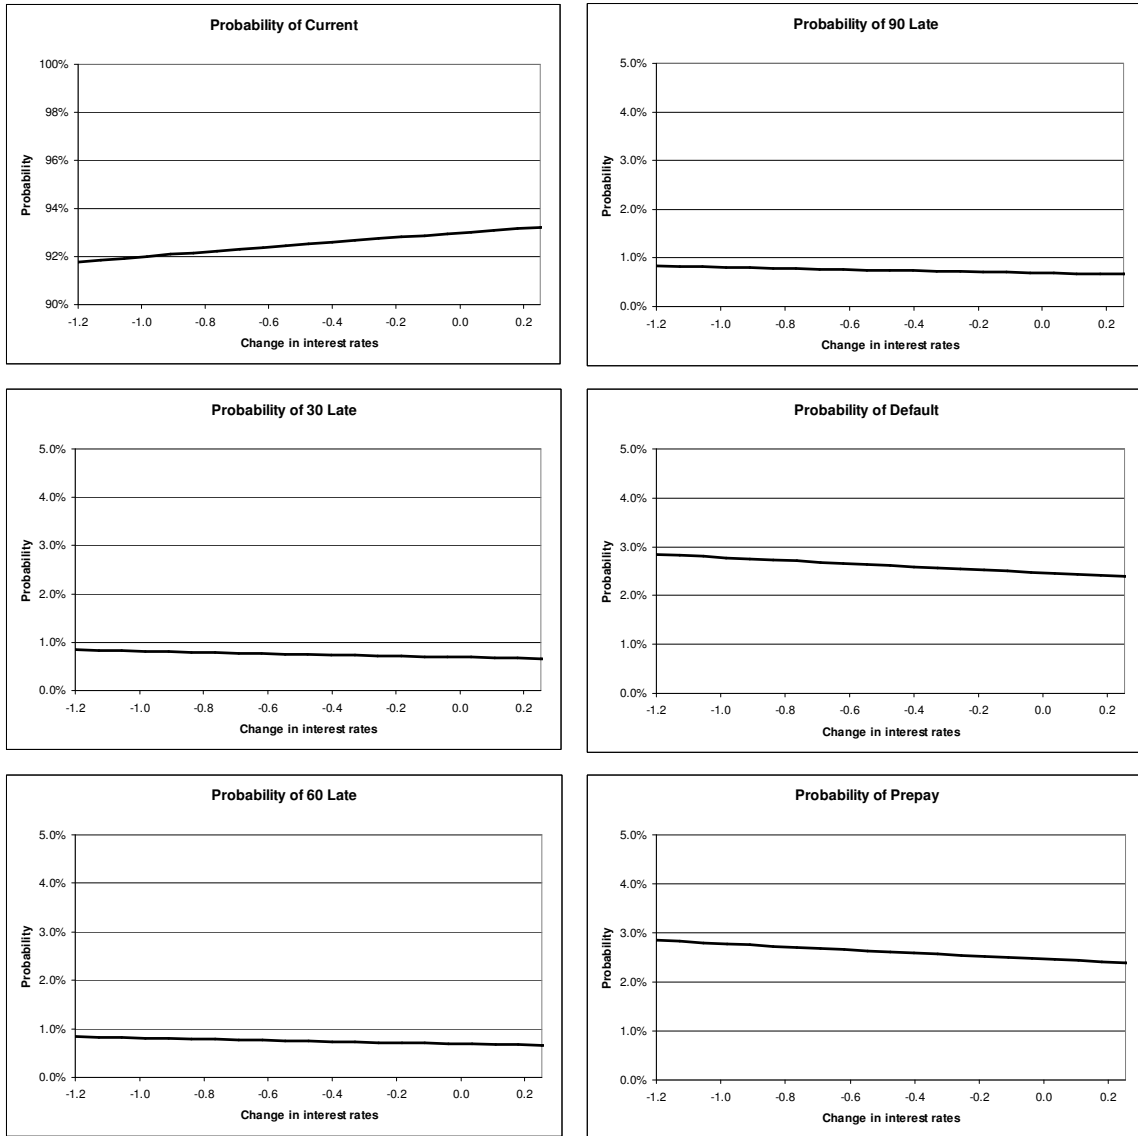 Probability of Current
100%
98%
96%
94%
92%
90%
Probability
-1.2 -1.0 -0.8 -0.6 -0.4 -0.2 0.0 0.2
Change in interest rates
Probability of 90 Late
5.0%
4.0%
3.0%
2.0%
1.0%
0.0%
Probability
-1.2 -1.0 -0.8 -0.6 -0.4 -0.2 0.0 0.2
Change in interest rates
Probability of 30 Late
5.0%
4.0%
3.0%
2.0%
1.0%
0.0%
Probability
-1.2 -1.0 -0.8 -0.6 -0.4 -0.2 0.0 0.2
Change in interest rates
Probability of Default
5.0%
4.0%
3.0%
2.0%
1.0%
0.0%
Probability
-1.2 -1.0 -0.8 -0.6 -0.4 -0.2 0.0 0.2
Change in interest rates
Probability of 60 Late
5.0%
4.0%
3.0%
2.0%
1.0%
0.0%
Probability
-1.2 -1.0 -0.8 -0.6 -0.4 -0.2 0.0 0.2
Change in interest rates
Probability of Prepay
5.0%
4.0%
3.0%
2.0%
1.0%
0.0%
Probability
-1.2 -1.0 -0.8 -0.6 -0.4 -0.2 0.0 0.2
Change in interest rates